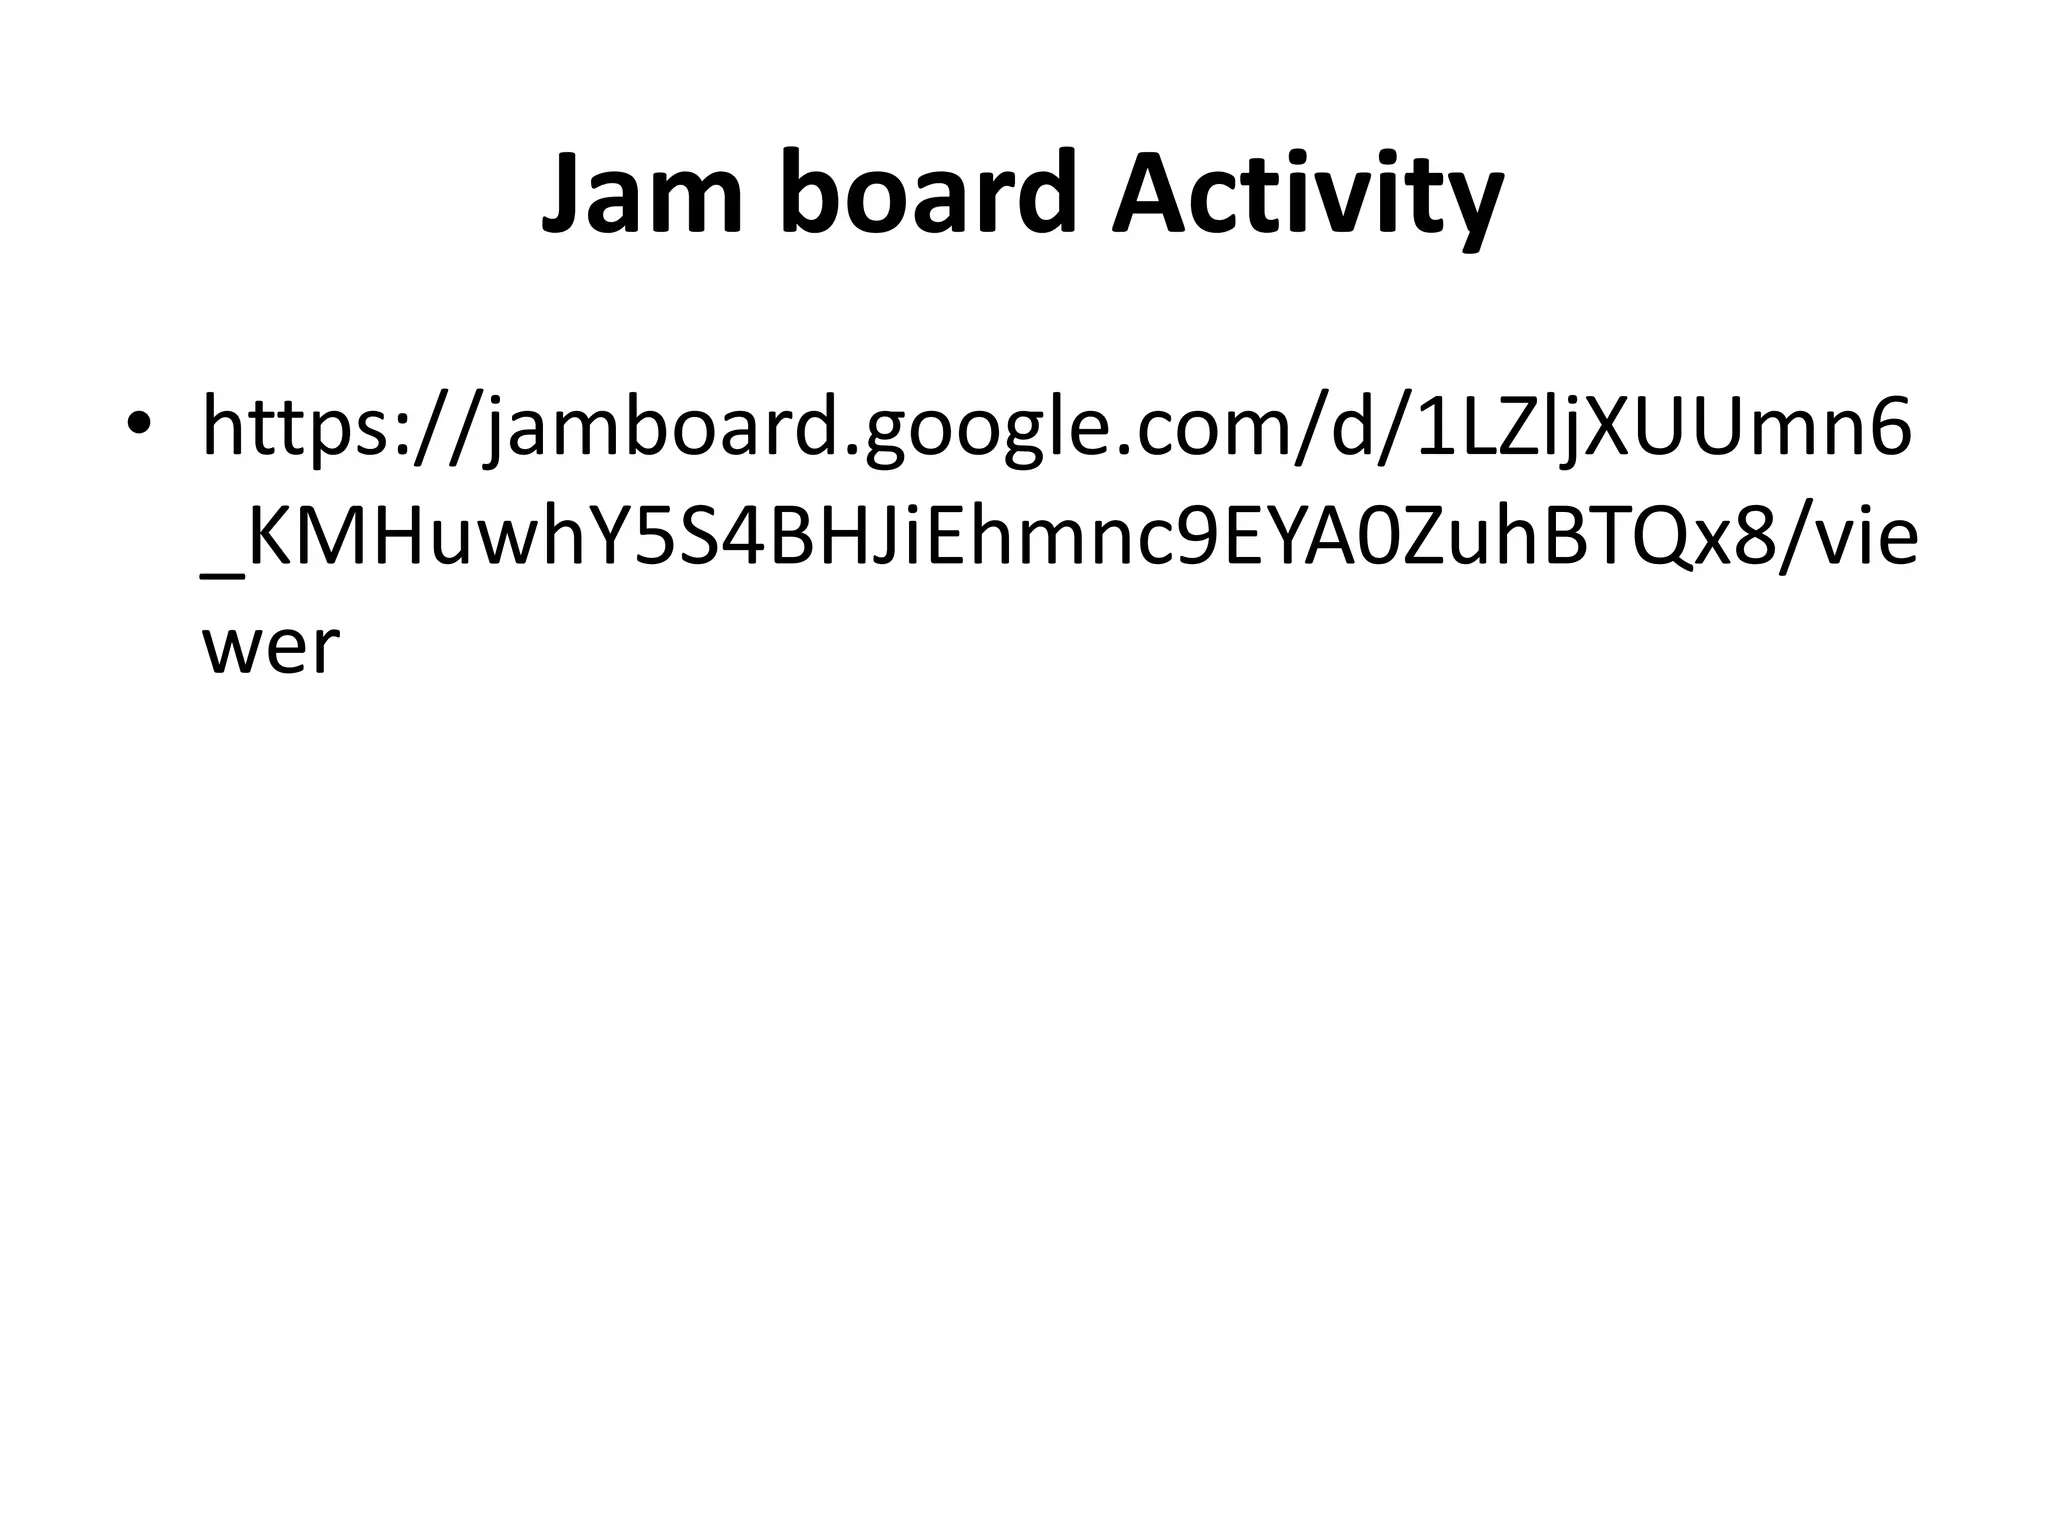 Jam board Activity
• https://jamboard.google.com/d/1LZljXUUmn6
_KMHuwhY5S4BHJiEhmnc9EYA0ZuhBTQx8/vie
wer